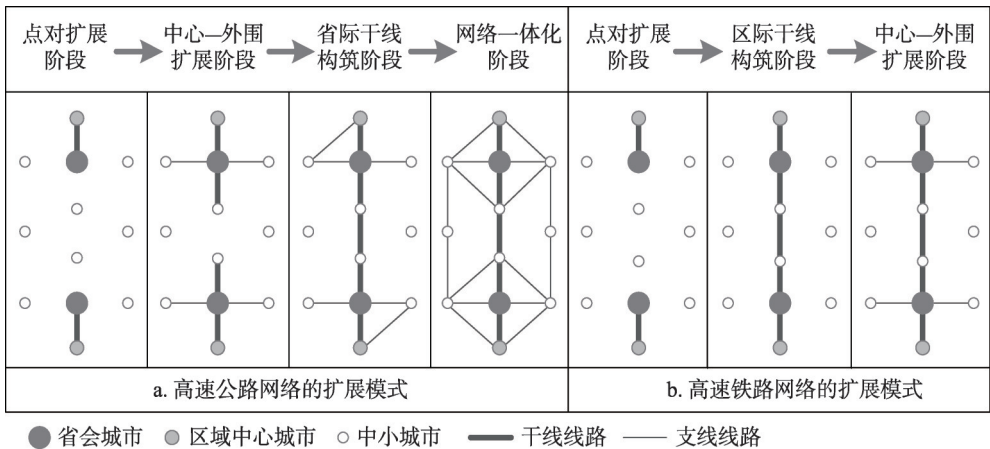 点对扩展
阶段
中心—外围
扩展阶段
省际干线
构筑阶段
网络一体化
阶段
点对扩展
阶段
区际干线
构筑阶段
中心—外围
扩展阶段
a. 高速公路网络的扩展模式
b. 高速铁路网络的扩展模式
省会城市 区域中心城市 中小城市 干线线路 支线线路